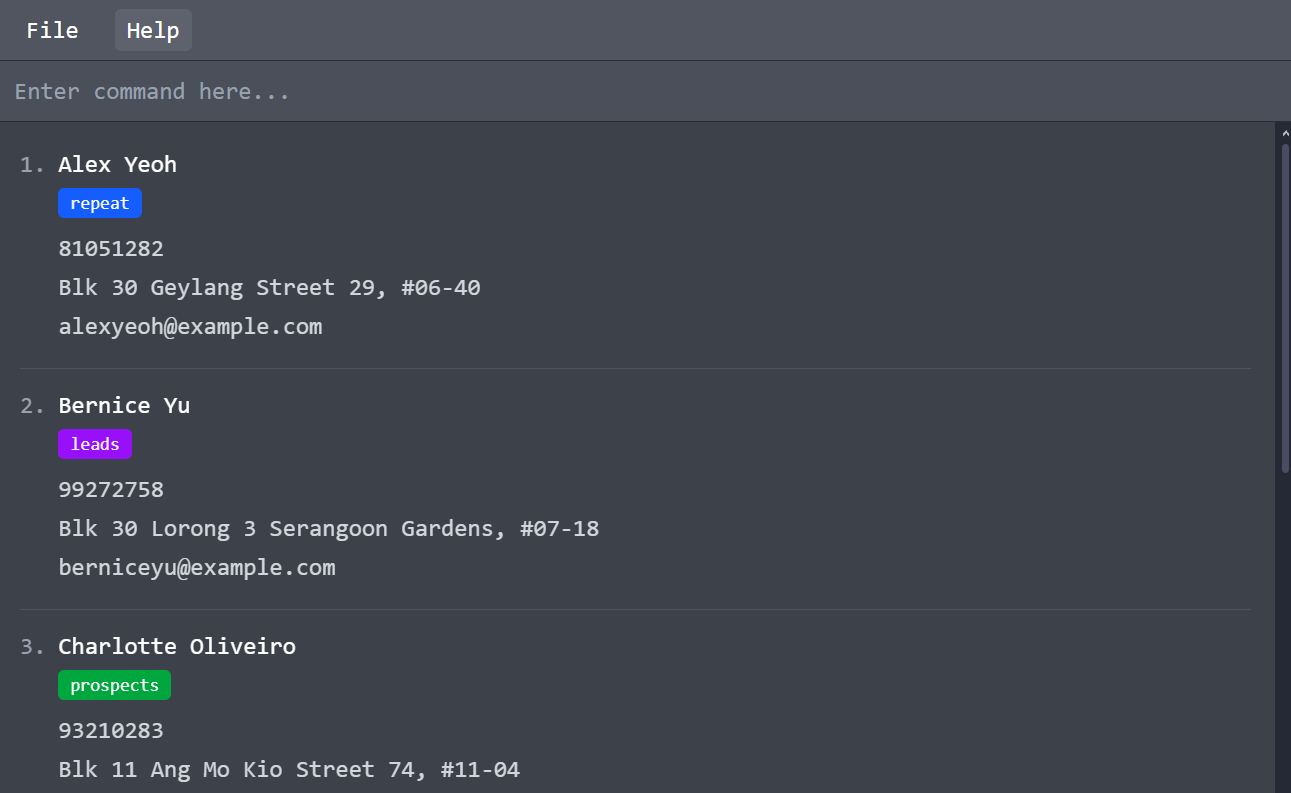 File Help
Enter command here...
1. Alex Yeoh
repeat
81051282
Blk 30 Geylang Street 29, #06-40
alexyeoh@example.com
2. Bernice Yu
leads
99272758
Blk 30 Lorong 3 Serangoon Gardens, #07-18
berniceyu@example.com
3. Charlotte Oliveiro
prospects
93210283
Blk 11 Ang Mo Kio Street 74, #11-04